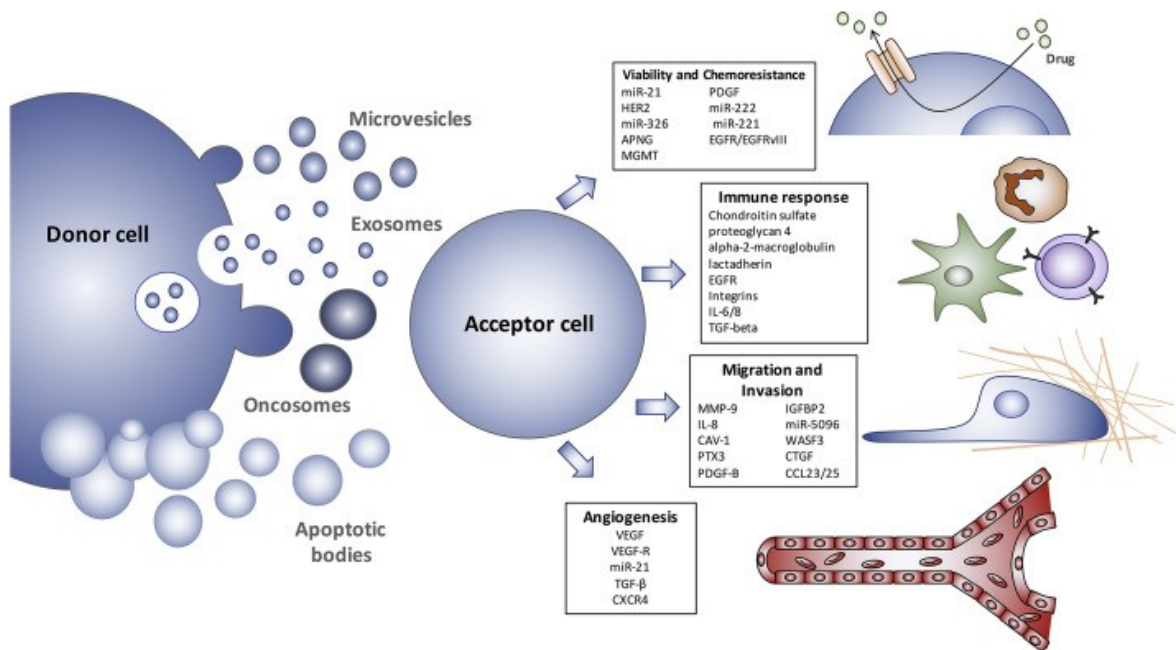 Donor cell
Microvesicles
Exosomes
Oncosomes
Apoptotic
bodies
Acceptor cell
Viability and Chemoresistance
miR-21 PDGF
HER2 miR-222
miR-326 miR-221
APNG EGFR/EGFRvIII
MGMT
Drug
Immune response
Chondroitin sulfate
proteoglycan 4
alpha-2-macroglobulin
lactadherin
EGFR
Integrins
IL-6/8
TGF-beta
Migration and
Invasion
MMP-9 IGFBP2
IL-8 miR-5096
CAV-1 WASF3
PTX3 CTGF
PDGF-B CCL23/25
Angiogenesis
VEGF
VEGF-R
miR-21
TGF-β
CXCR4